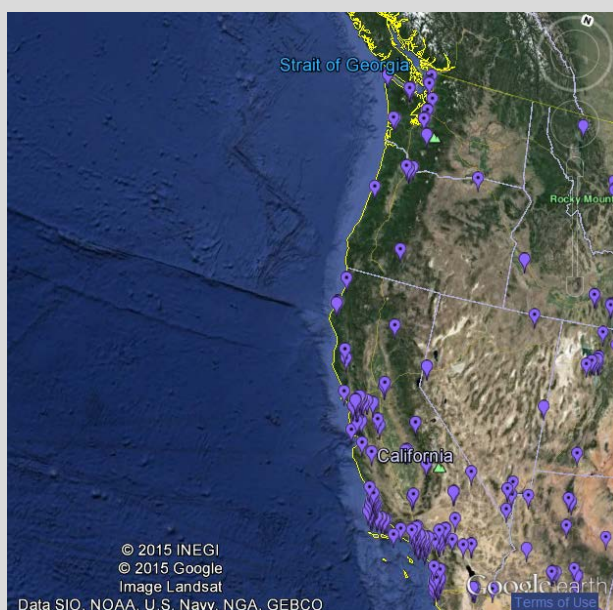 N
Strait of Georgia
Rocky Mount
California
© 2015 INEGI
© 2015 Google
Image Landsat
Data SIO, NOAA, U.S. Navy, NGA, GEBCO
Google earth
Terms of Use